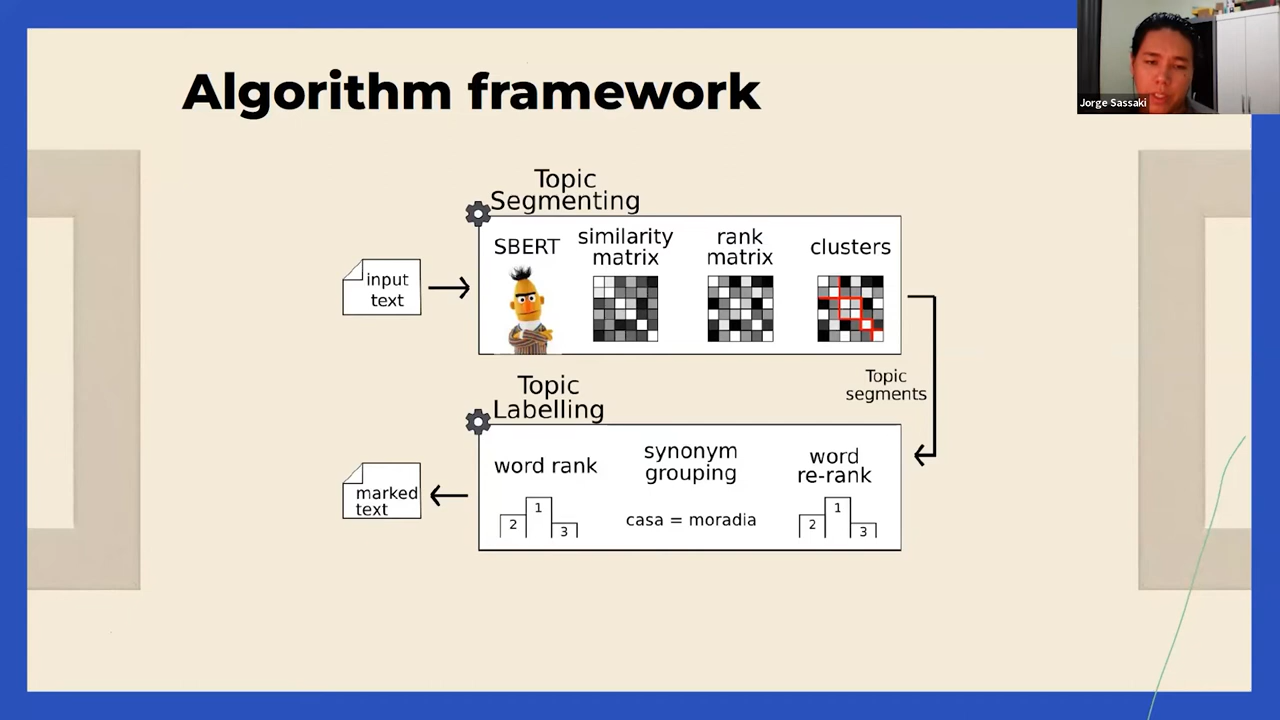 Algorithm framework
Jorge Sassaki
Topic
Segmenting
SBERT
similarity
matrix
rank
matrix
clusters
input
text
Topic
segments
Topic
Labelling
word rank
synonym
grouping
word
re-rank
casa = moradia
1
2
3
1
2
3
marked
text